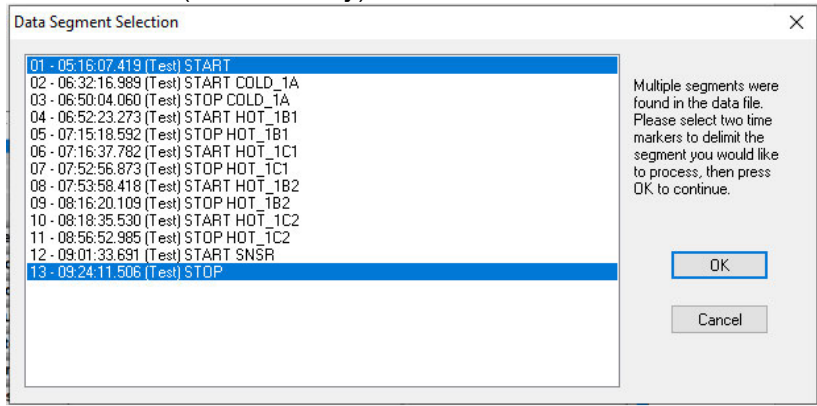 Data Segment Selection
01 - 05:16:07.419 (Test) START
02 - 06:32:16.989 (Test) START COLD_1A
03 - 06:50:04.060 (Test) STOP COLD_1A
04 - 06:52:23.273 (Test) START HOT_1B1
05 - 07:15:18.592 (Test) STOP HOT_1B1
06 - 07:16:37.782 (Test) START HOT_1C1
07 - 07:52:56.873 (Test) STOP HOT_1C1
08 - 07:53:58.418 (Test) START HOT_1B2
09 - 08:16:20.109 (Test) STOP HOT_1B2
10 - 08:18:35.530 (Test) START HOT_1C2
11 - 08:56:52.985 (Test) STOP HOT_1C2
12 - 09:01:33.691 (Test) START SNSR
13 - 09:24:11.506 (Test) STOP
Multiple segments were
found in the data file.
Please select two time
markers to delimit the
segment you would like
to process, then press
OK to continue.
OK
Cancel